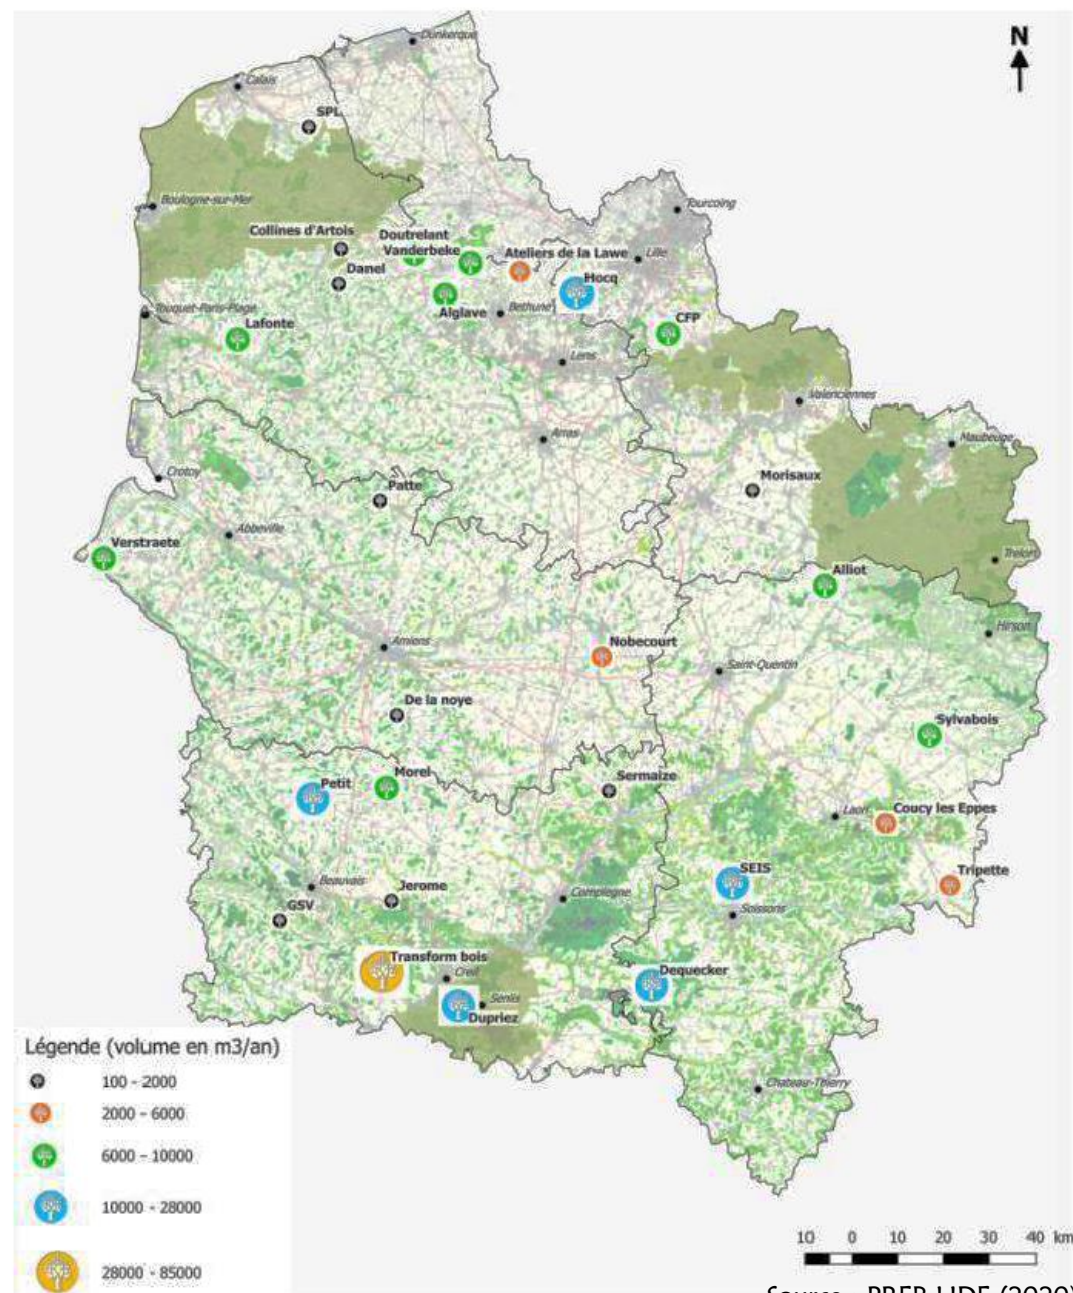 Dunkerque
N
Calais
SPL
Boulogne-sur-Mer
Tourcoing
Collines d'Artois
Doutrelant
Vanderbeke
Ateliers de la Lawe
Lille
Danel
Hocq
Touquet-Paris-Plage
Alglave
Bethune
Lafonte
CFP
Lens
Valenciennes
Arras
Maubeuge
Crotoy
Patte
Morisaux
Abbeville
Verstraete
Trelon
Alliot
Hirson
Amiens
Nobecourt
Saint-Quentin
De la noye
Sylvabois
Petit
Morel
Sermaize
Laon
Coucy les Eppes
SEIS
Tripette
Beauvais
Jerome
Compiegne
GSV
Soissons
Transform bois
Creil
Dequecker
Senlis
Dupriez
Légende (volume en m3/an)
100 - 2000
2000 - 6000
6000 - 10000
10000 - 28000
28000 - 85000
Chateau-Thierry
10 0 10 20 30 40 km